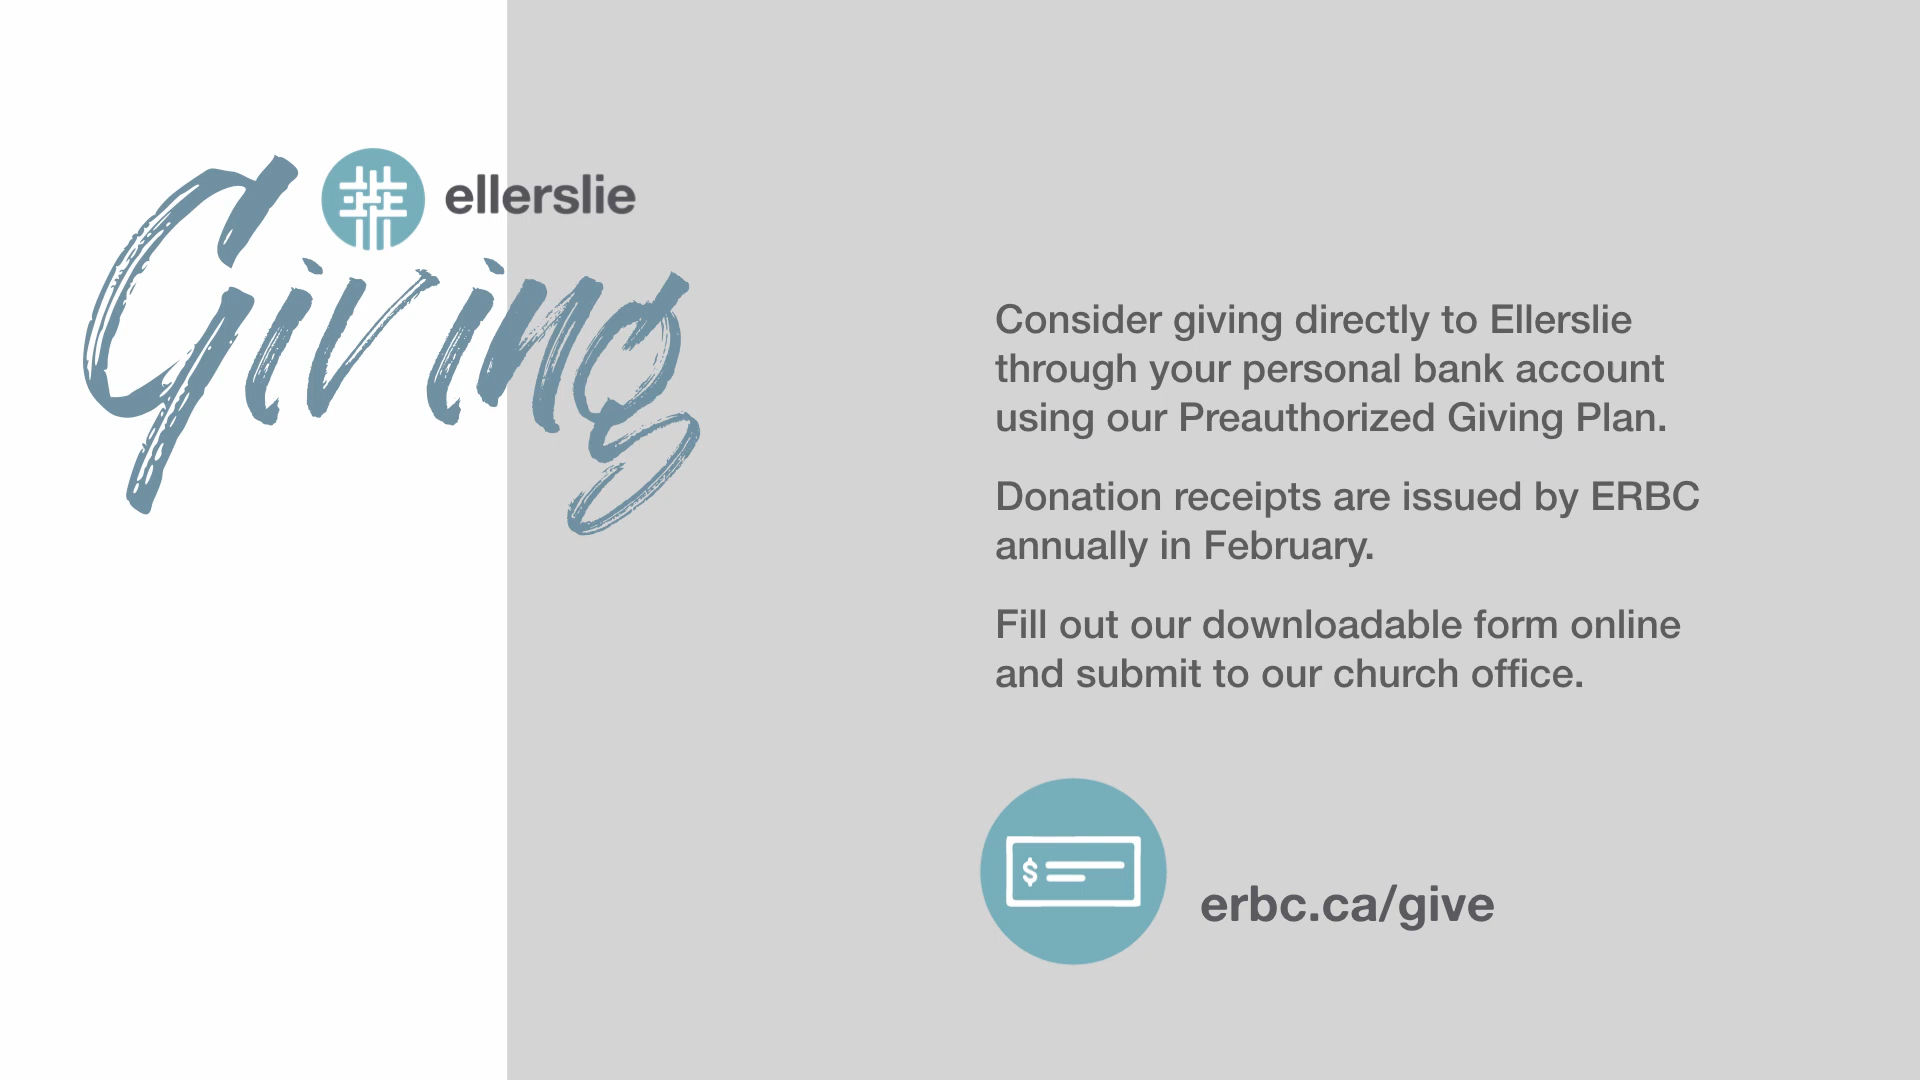 ellerslie
Giving
Consider giving directly to Ellerslie
through your personal bank account
using our Preauthorized Giving Plan.
Donation receipts are issued by ERBC
annually in February.
Fill out our downloadable form online
and submit to our church office.
$
erbc.ca/give